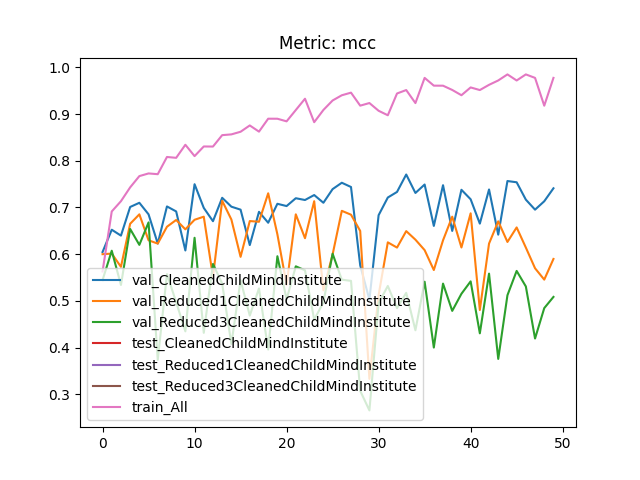 Metric: mcc
1.0
0.9
0.8
0.7
0.6
0.5
0.4
0.3
val_CleanedChildMindInstitute
val_Reduced1CleanedChildMindInstitute
val_Reduced3CleanedChildMindInstitute
test_CleanedChildMindInstitute
test_Reduced1CleanedChildMindInstitute
test_Reduced3CleanedChildMindInstitute
train_All
0 10 20 30 40 50